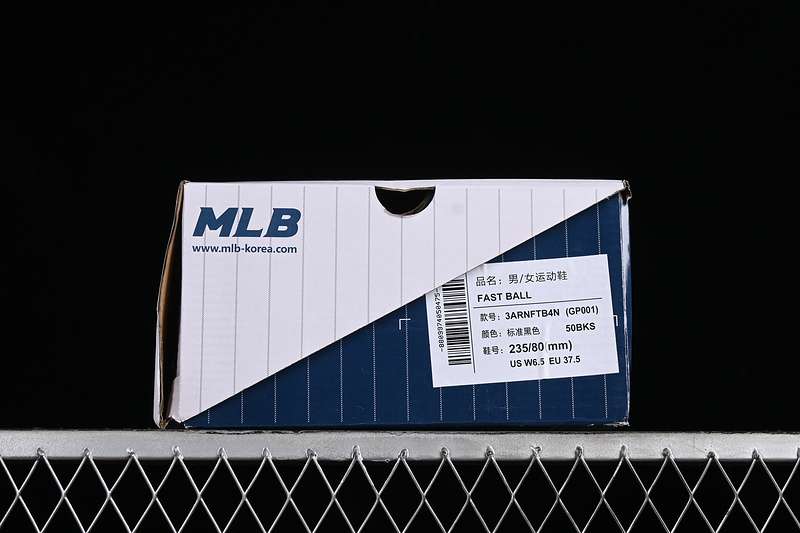 MLB
www.mlb-korea.com
品名：男/女运动鞋
FAST BALL
款号：3ARNFTB4N (GP001)
颜色：标准黑色 50BKS
鞋号：235/80(mm)
US W6.5 EU 37.5